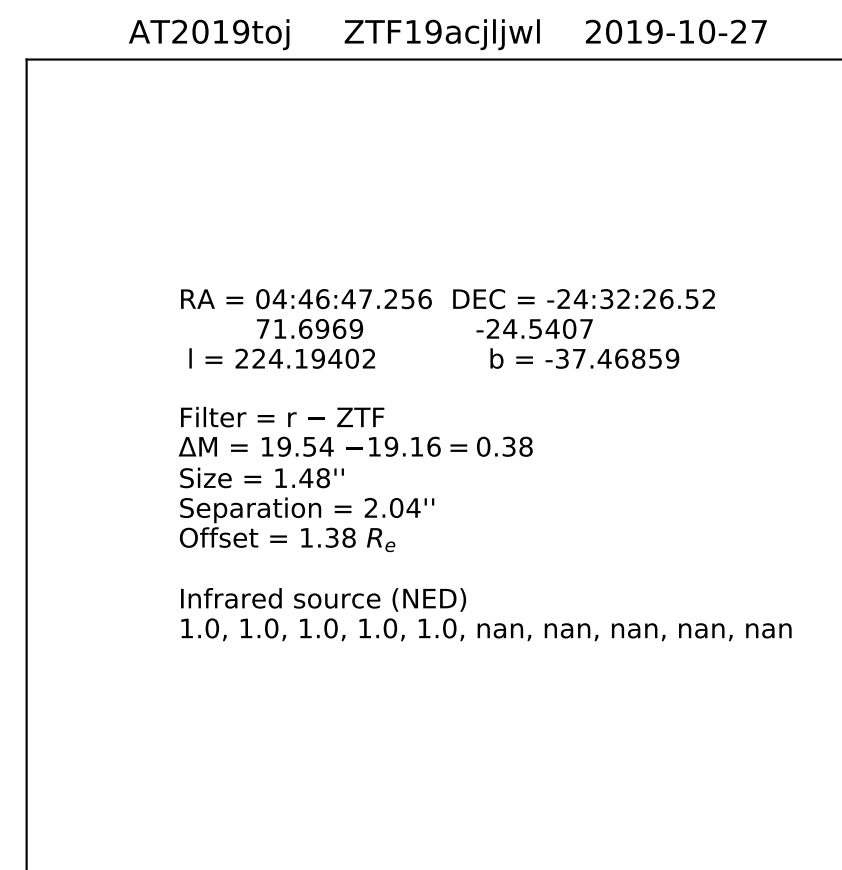 AT2019toj ZTF19acjljwl 2019-10-27
RA = 04:46:47.256 DEC = -24:32:26.52
71.6969 -24.5407
l = 224.19402 b = -37.46859
Filter = r − ZTF
ΔM = 19.54 −19.16 = 0.38
Size = 1.48''
Separation = 2.04''
Offset = 1.38 Re
Infrared source (NED)
1.0, 1.0, 1.0, 1.0, 1.0, nan, nan, nan, nan, nan